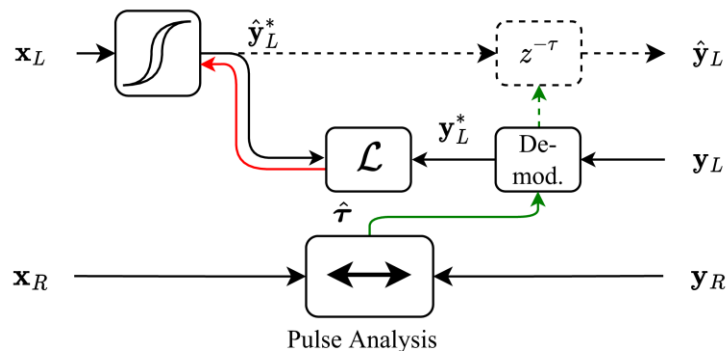 𝐱_L ŷ*_L z^{−τ} ŷ_L
y*_L
ℒ De-
mod. 𝐲_L
τ̂
𝐱_R 𝐲_R
Pulse Analysis